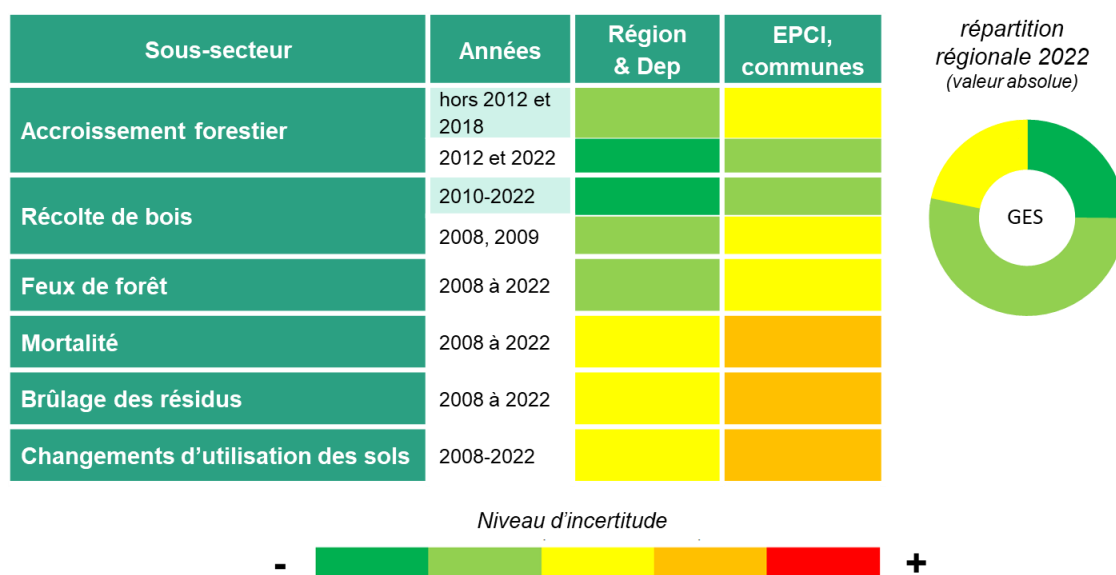 Sous-secteur
Années
Région
& Dep
EPCI,
communes
répartition
régionale 2022
(valeur absolue)
Accroissement forestier
hors 2012 et
2018
2012 et 2022
Récolte de bois
2010-2022
2008, 2009
Feux de forêt
2008 à 2022
Mortalité
2008 à 2022
Brûlage des résidus
2008 à 2022
Changements d'utilisation des sols
2008-2022
GES
Niveau d'incertitude
-
+